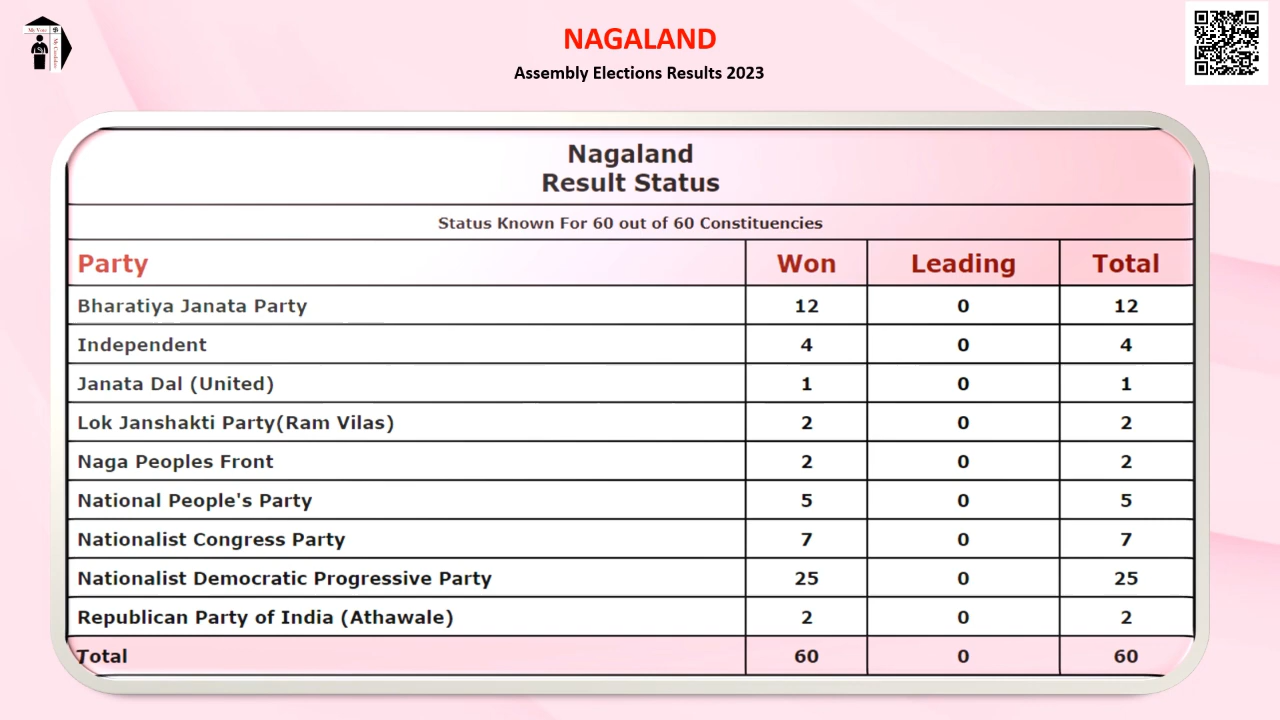 My Vote
My Candidate
NAGALAND
Assembly Elections Results 2023
Nagaland
Result Status
Status Known For 60 out of 60 Constituencies
Party Won Leading Total
Bharatiya Janata Party 12 0 12
Independent 4 0 4
Janata Dal (United) 1 0 1
Lok Janshakti Party(Ram Vilas) 2 0 2
Naga Peoples Front 2 0 2
National People's Party 5 0 5
Nationalist Congress Party 7 0 7
Nationalist Democratic Progressive Party 25 0 25
Republican Party of India (Athawale) 2 0 2
Total 60 0 60